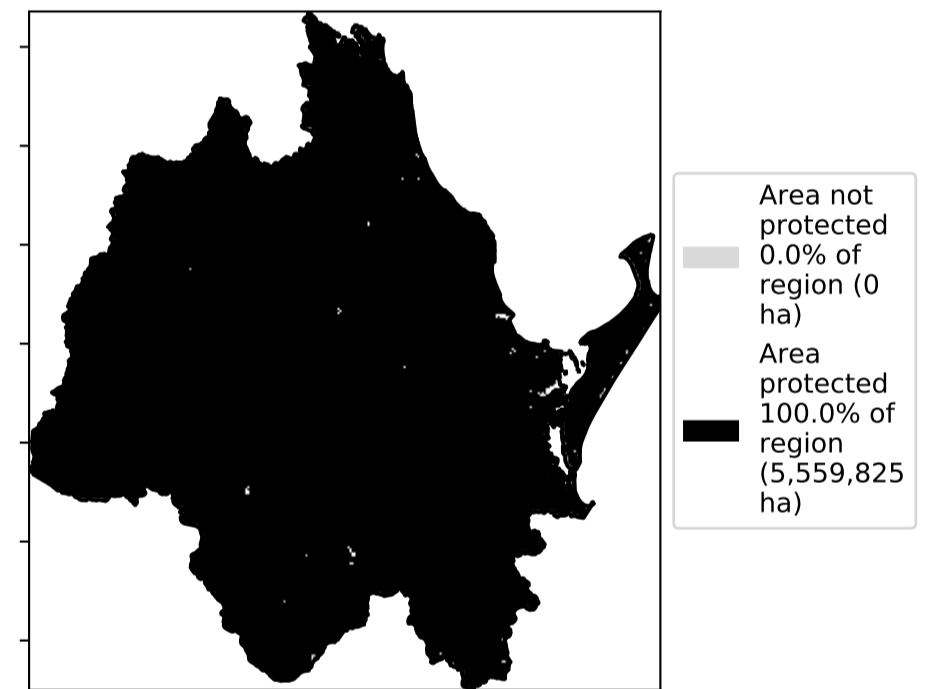 Area not
protected
0.0% of
region (0
ha)
Area
protected
100.0% of
region
(5,559,825
ha)